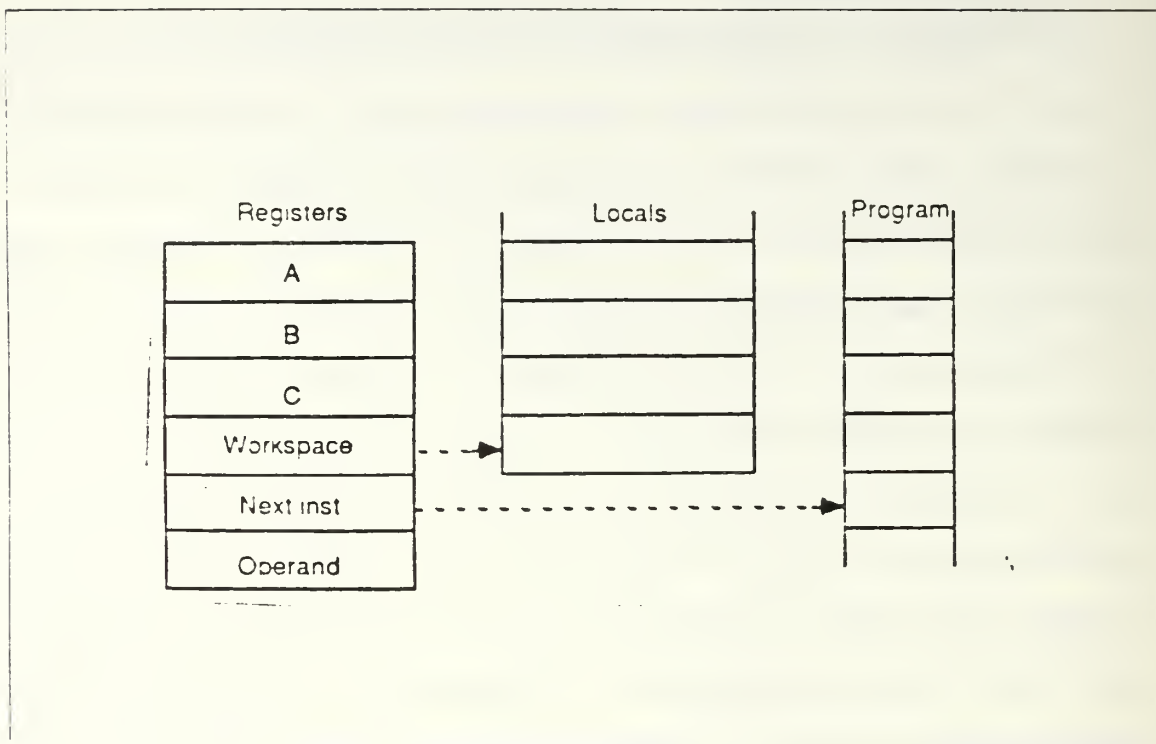 Registers
Locals
Program
A
B
C
Workspace
Next inst
Operand